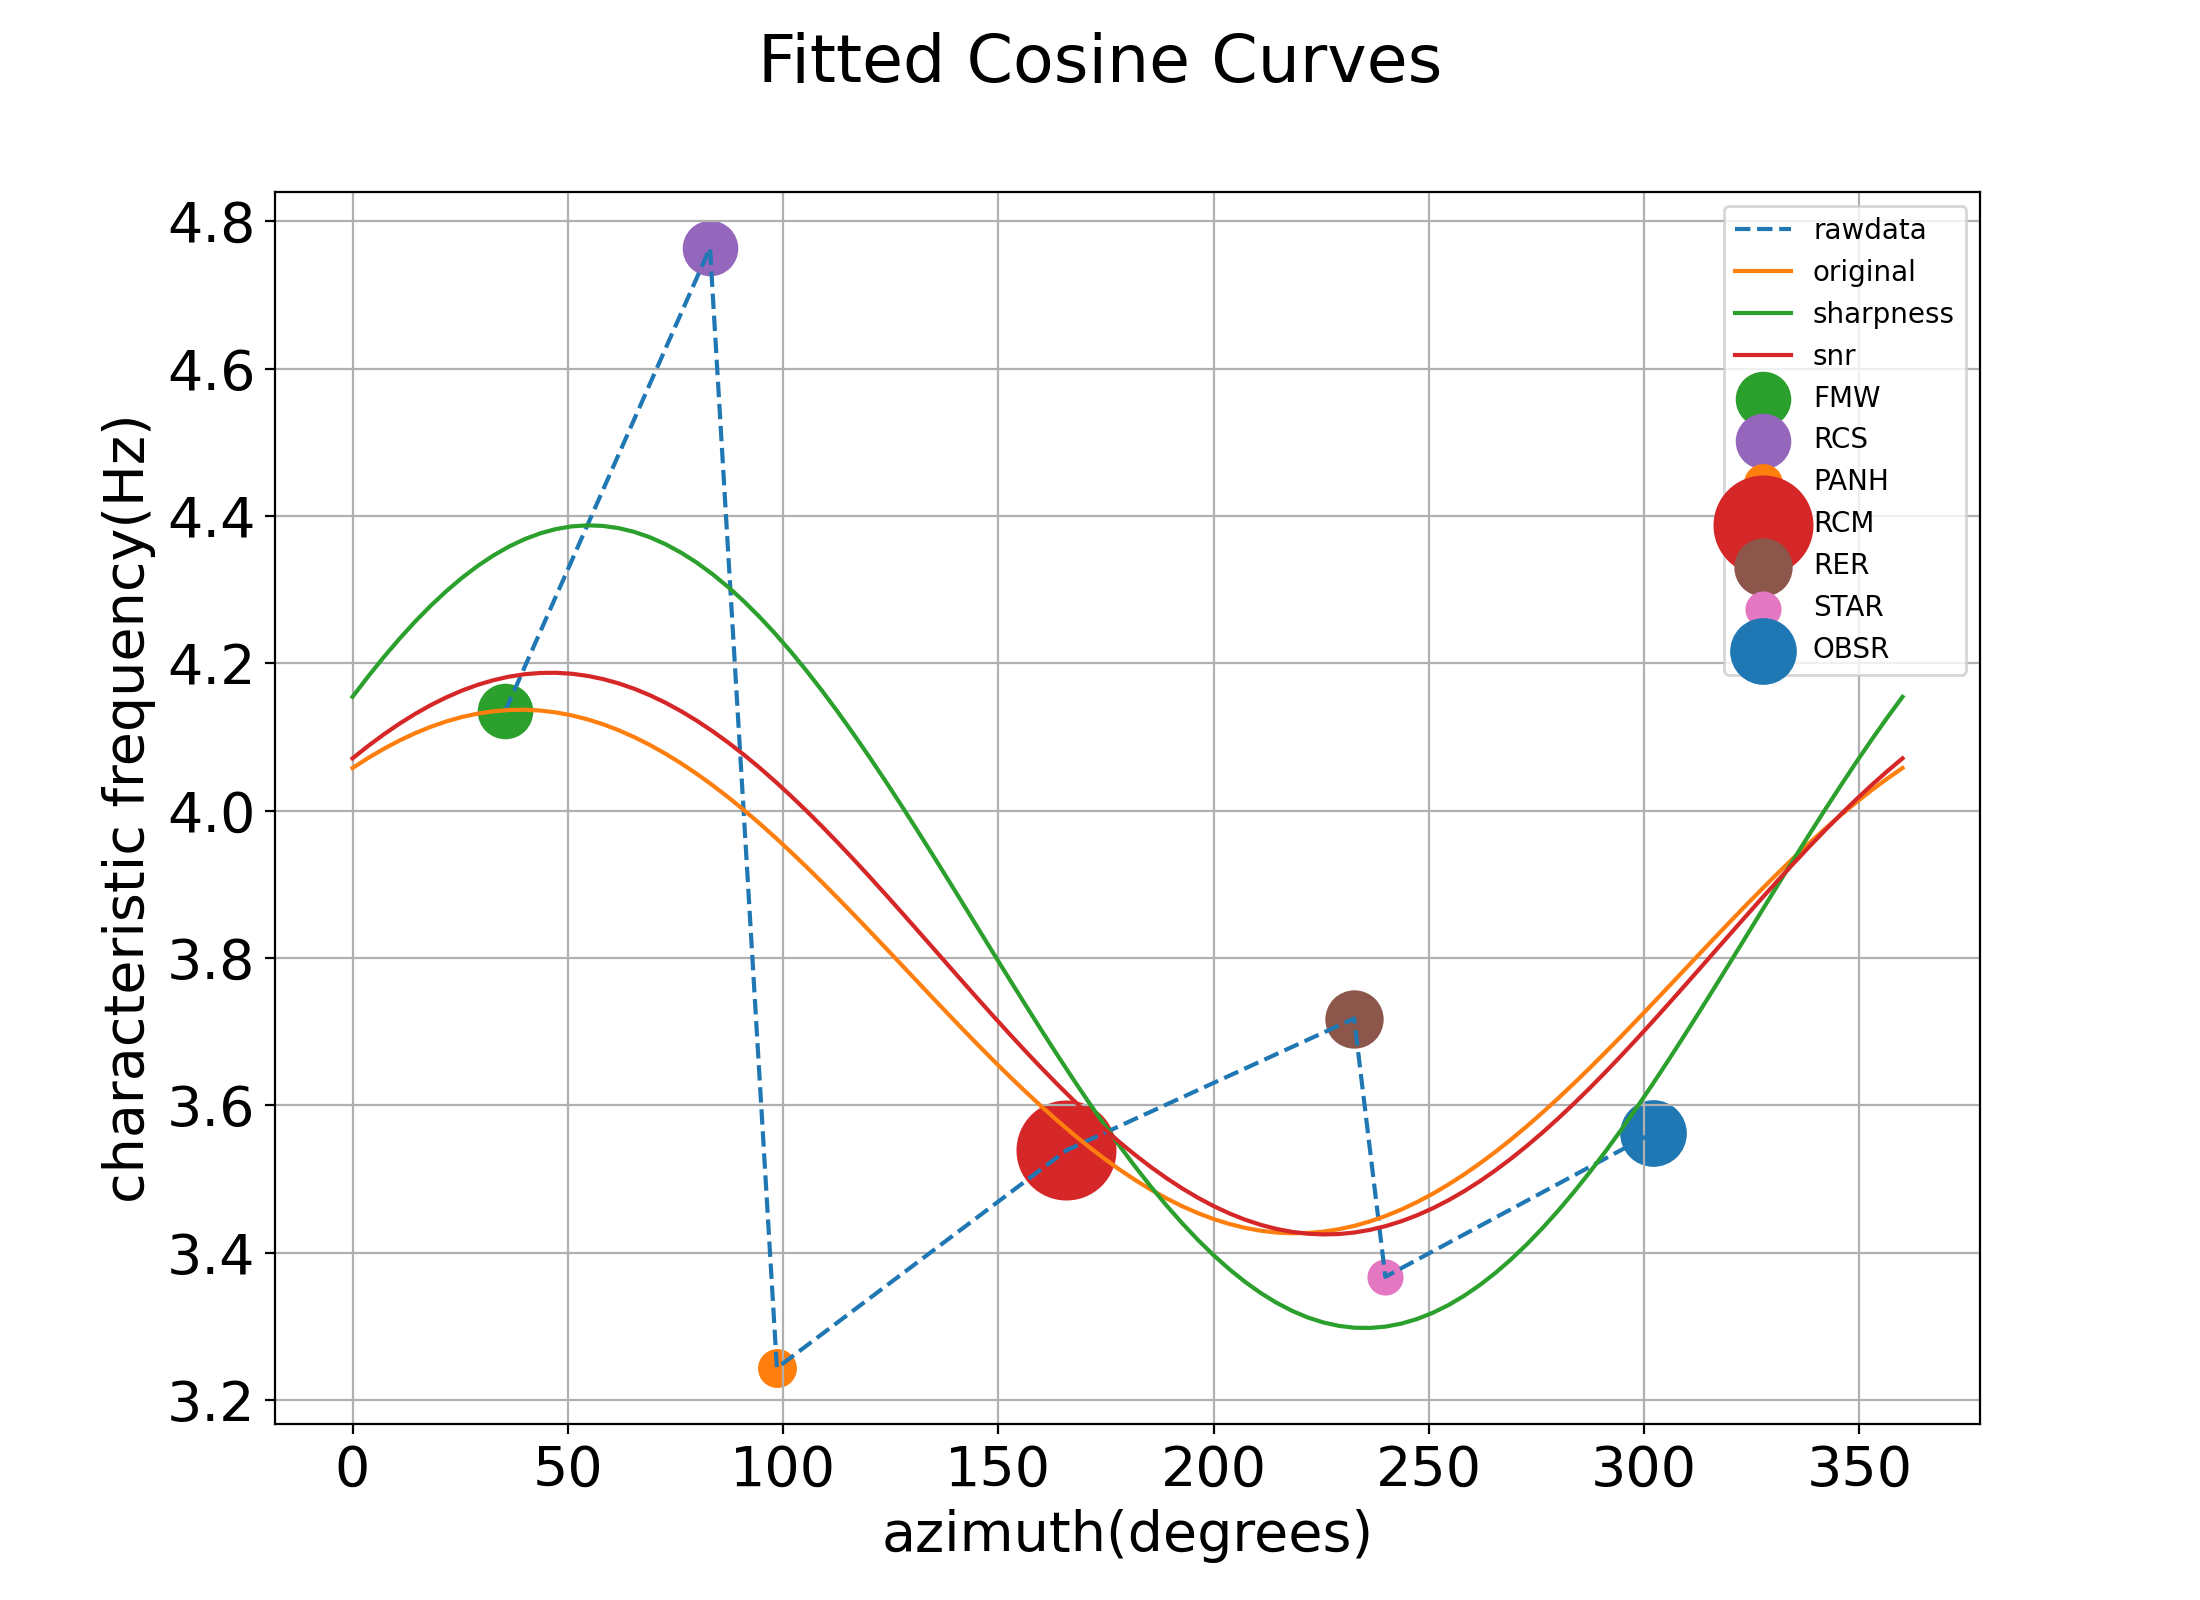 Fitted Cosine Curves
4.8
4.6
4.4
4.2
4.0
3.8
3.6
3.4
3.2
characteristic frequency(Hz)
rawdata
original
sharpness
snr
FMW
RCS
PANH
RCM
RER
STAR
OBSR
0 50 100 150 200 250 300 350
azimuth(degrees)